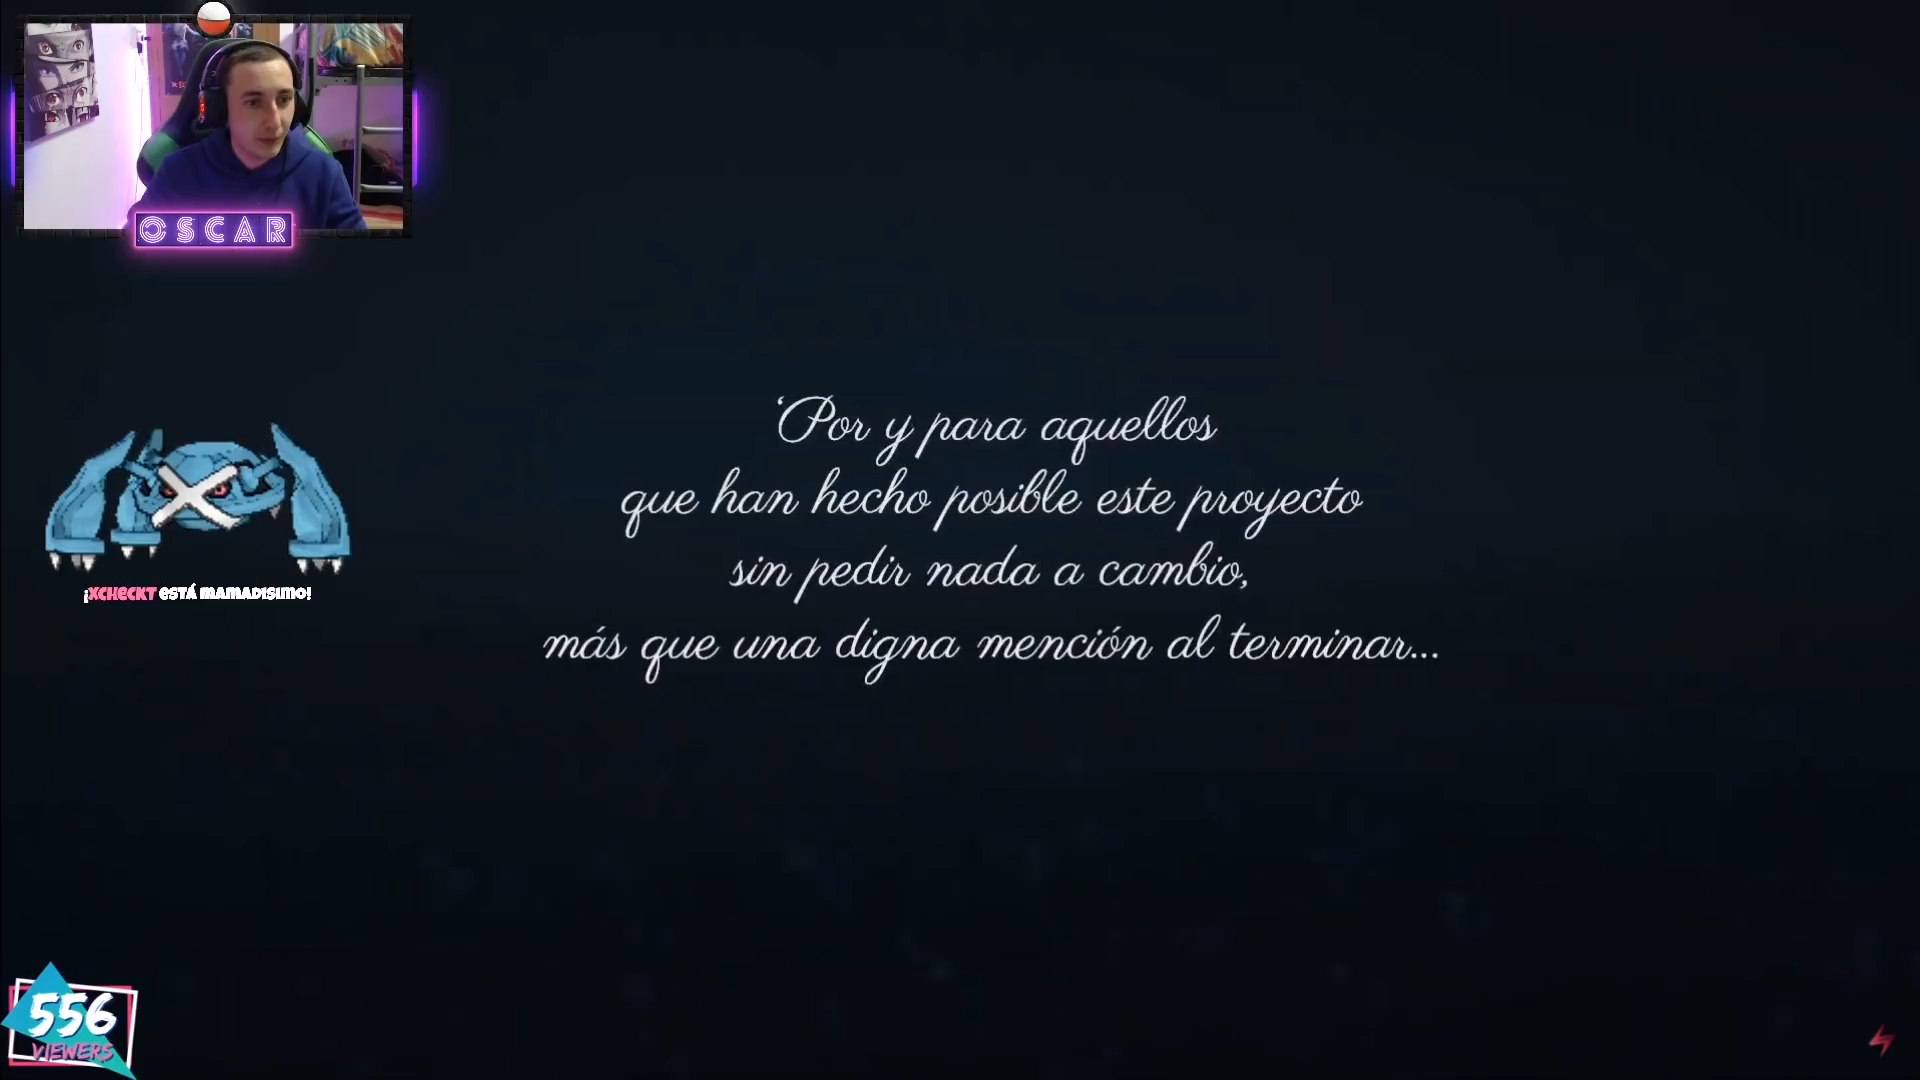 OSCAR
‘Por y para aquellos
que han hecho posible este proyecto
sin pedir nada a cambio,
más que una digna mención al terminar...
¡XCHECKT ESTÁ MAMADISIMO!
556
VIEWERS